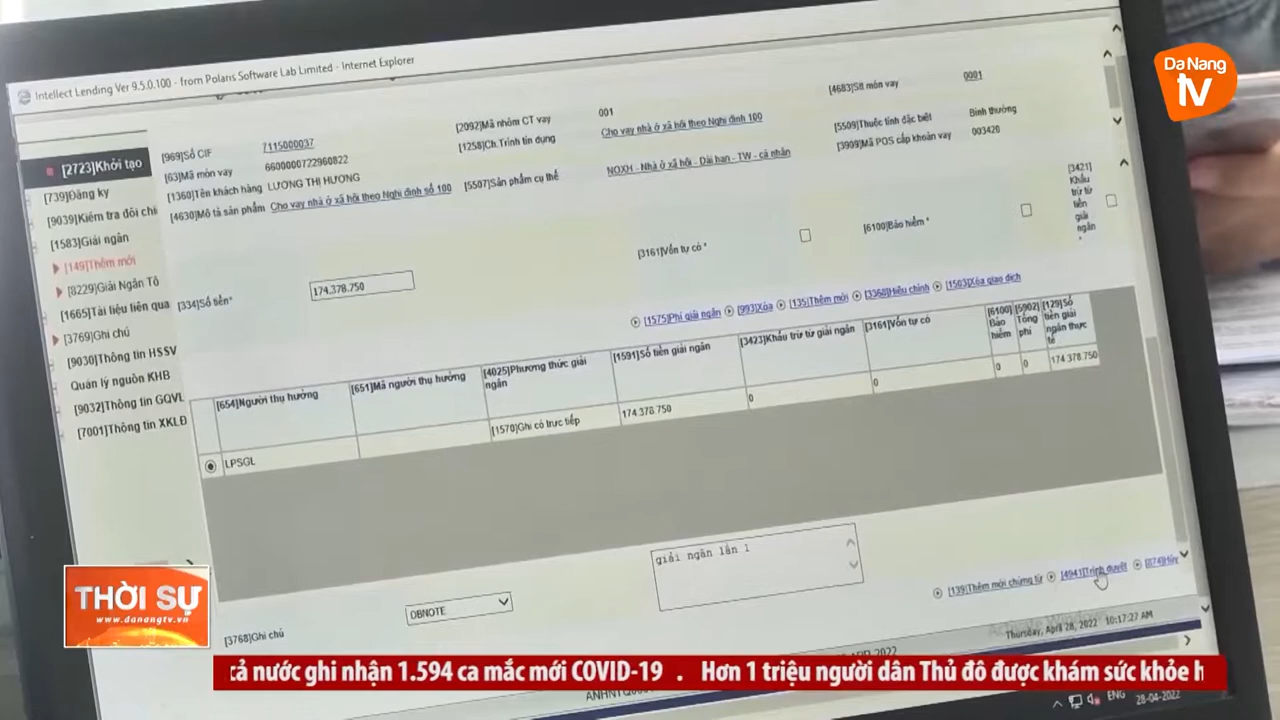 Intellect Lending Ver 9.5.0.100 - from Polaris Software Lab Limited - Internet Explorer
Da Nang
tv
[2723]Khởi tạo
[739]Đăng ký
[9039]Kiểm tra đối chi
[1583]Giải ngân
[149]Thêm mới
[8229]Giải Ngân Tổ
[1665]Tài liệu liên qua
[3769]Ghi chú
[9030]Thông tin HSSV
Quản lý nguồn KHB
[9032]Thông tin GQVL
[7001]Thông tin XKLĐ
[969]Số CIF 7115000037
[63]Mã món vay 6600000722960822
[1360]Tên khách hàng LƯƠNG THỊ HƯƠNG
[4630]Mô tả sản phẩm Cho vay nhà ở xã hội theo Nghị định số 100
[2092]Mã nhóm CT vay 001
[1258]Ch.Trình tín dụng Cho vay nhà ở xã hội theo Nghị định 100
[5507]Sản phẩm cụ thể NOXH - Nhà ở xã hội - Dài hạn - TW - cá nhân
[4683]Stt món vay 0001
[5509]Thuộc tính đặc biệt Bình thường
[3909]Mã POS cấp khoản vay 003420
[334]Số tiền* 174.378.750
[3161]Vốn tự có *
[6100]Bảo hiểm *
[3421]
Khấu
trừ từ
tiền
giải
ngân
*
[1575]Phí giải ngân [993]Xóa [135]Thêm mới [3368]Hiệu chỉnh [1503]Xóa giao dịch
[654]Người thụ hưởng [651]Mã người thụ hưởng [4025]Phương thức giải ngân [1591]Số tiền giải ngân [3423]Khấu trừ từ giải ngân [3161]Vốn tự có [6100] Bảo hiểm [5902] Tổng phí [129]Số tiền giải ngân thực tế
LPSGL [1570]Ghi có trực tiếp 174.378.750 0 0 0 0 174.378.750
giải ngân lần 1
[3768]Ghi chú DBNOTE
[139]Thêm mới chứng từ [494]Trình duyệt [874]Hủy
Thursday, April 28, 2022 10:17:27 AM
THỜI SỰ
www.danangtv.vn
cả nước ghi nhận 1.594 ca mắc mới COVID-19 . Hơn 1 triệu người dân Thủ đô được khám sức khỏe h
ENG
28-04-2022